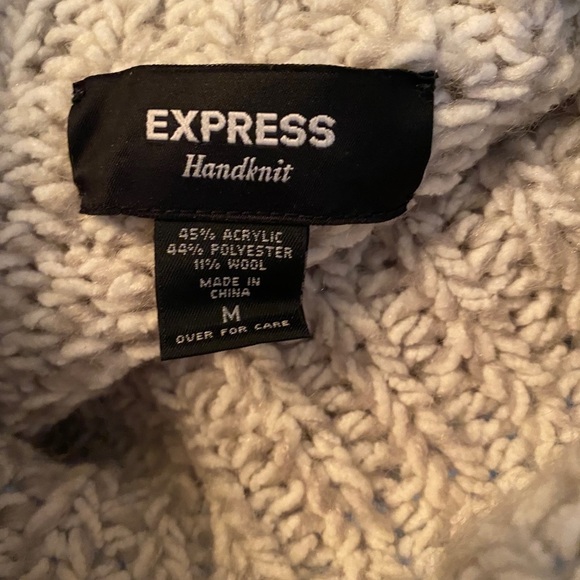 EXPRESS
Handknit
45% ACRYLIC
44% POLYESTER
11% WOOL
MADE IN
CHINA
M
OVER FOR CARE